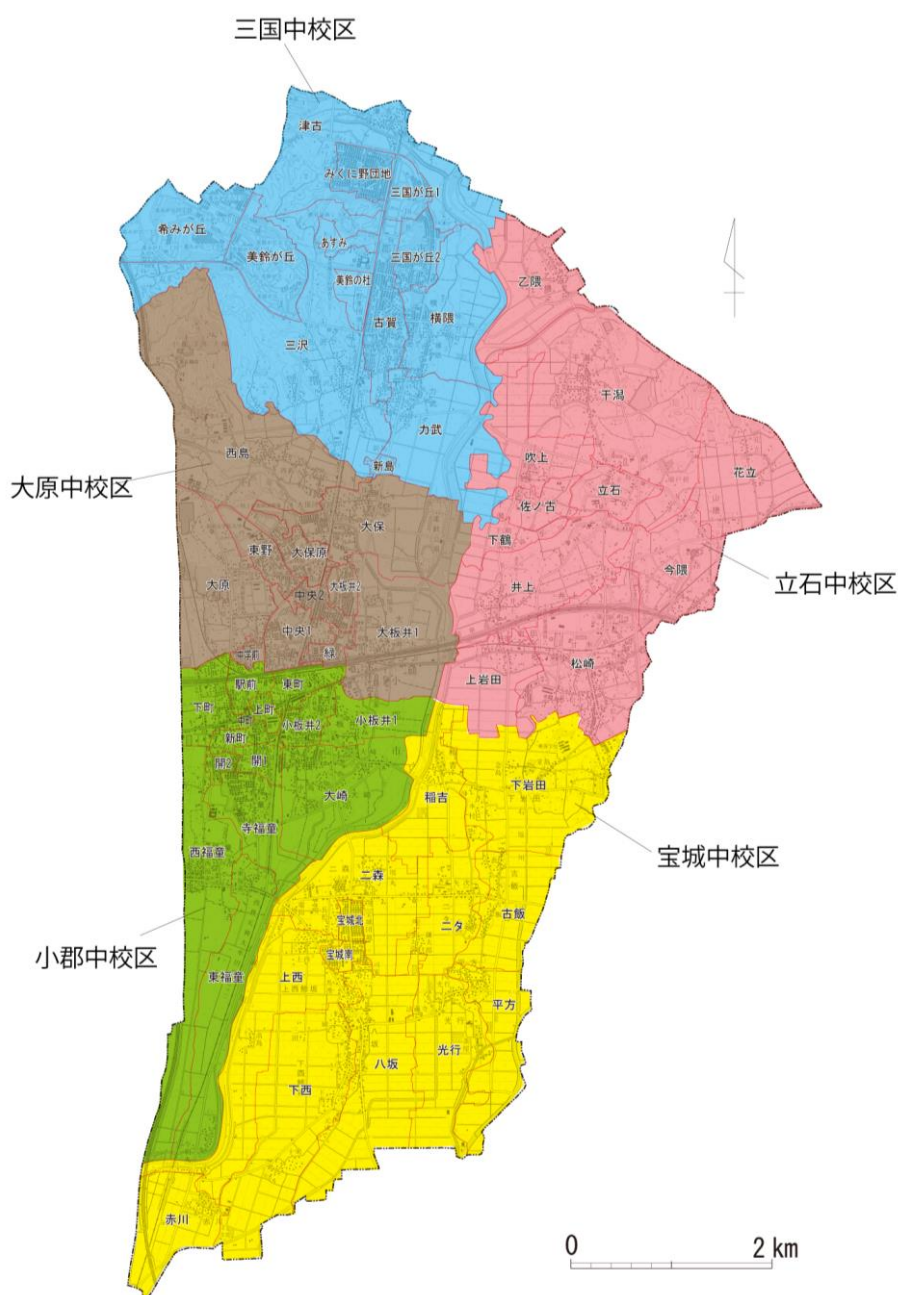 三国中校区
津古
みくに野団地
三国が丘1
希みが丘
美鈴が丘
あすみ
三国が丘2
美鈴の杜
乙隈
古賀
横隈
三沢
干潟
力武
西島
新島
吹上
花立
大原中校区
立石
佐ノ古
大保
下鶴
東野
大保原
今隈
立石中校区
大原
大板井2
井上
中央2
中央1
大板井1
緑
松崎
上岩田
駅前
東町
下町
上町
小板井2
小板井1
新町
開2
開1
大崎
稲吉
下岩田
寺福童
西福童
宝城中校区
二森
宝城北
二タ
古飯
小郡中校区
宝城南
東福童
上西
平方
光行
八坂
下西
赤川
0
2 km